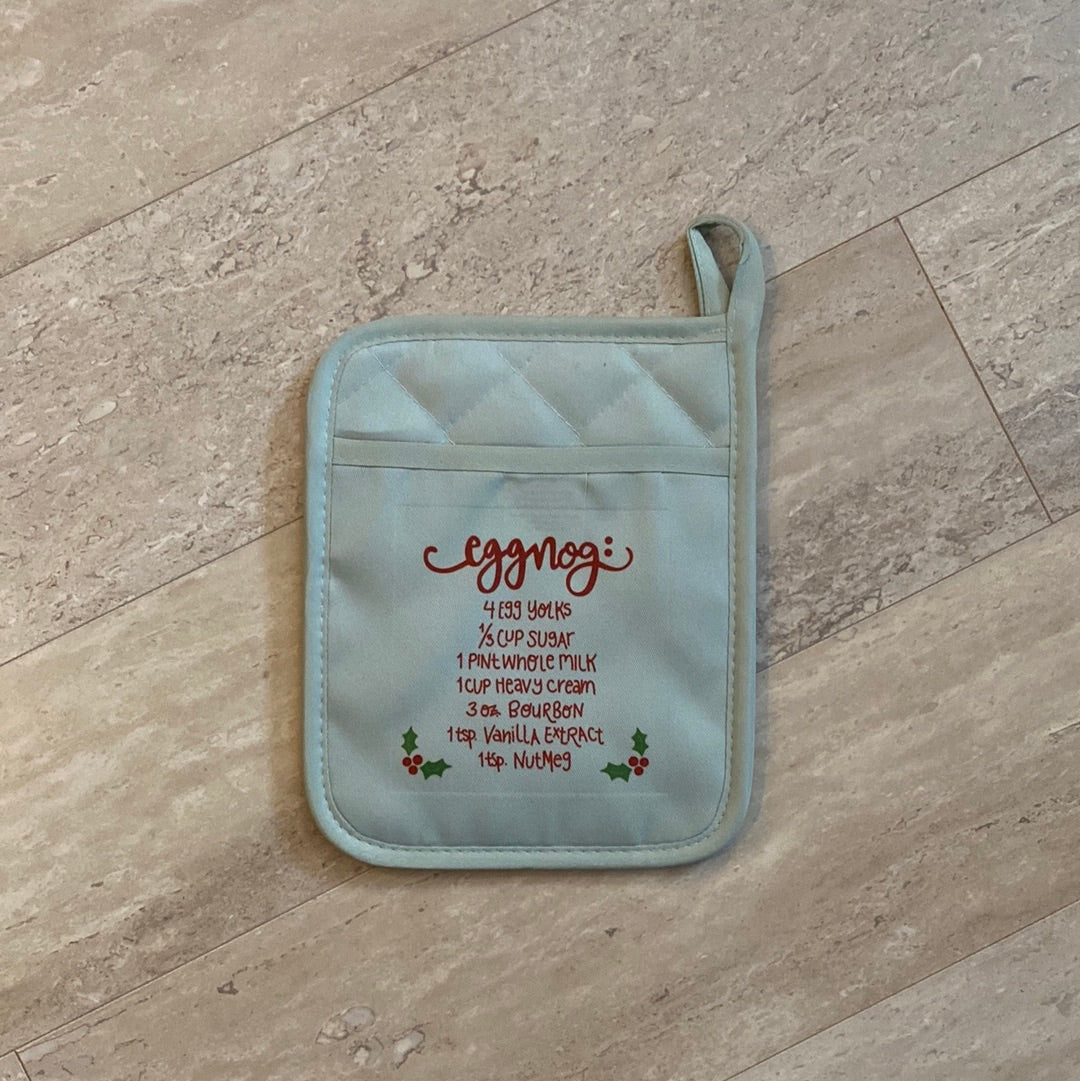 eggnog:
4 Egg Yolks
1/3 Cup Sugar
1 Pint Whole Milk
1 Cup Heavy Cream
3 oz. Bourbon
1 tsp Vanilla Extract
1 tsp. Nutmeg